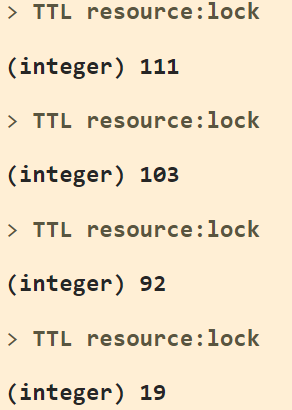 > TTL resource:lock
(integer) 111
> TTL resource:lock
(integer) 103
> TTL resource:lock
(integer) 92
> TTL resource:lock
(integer) 19